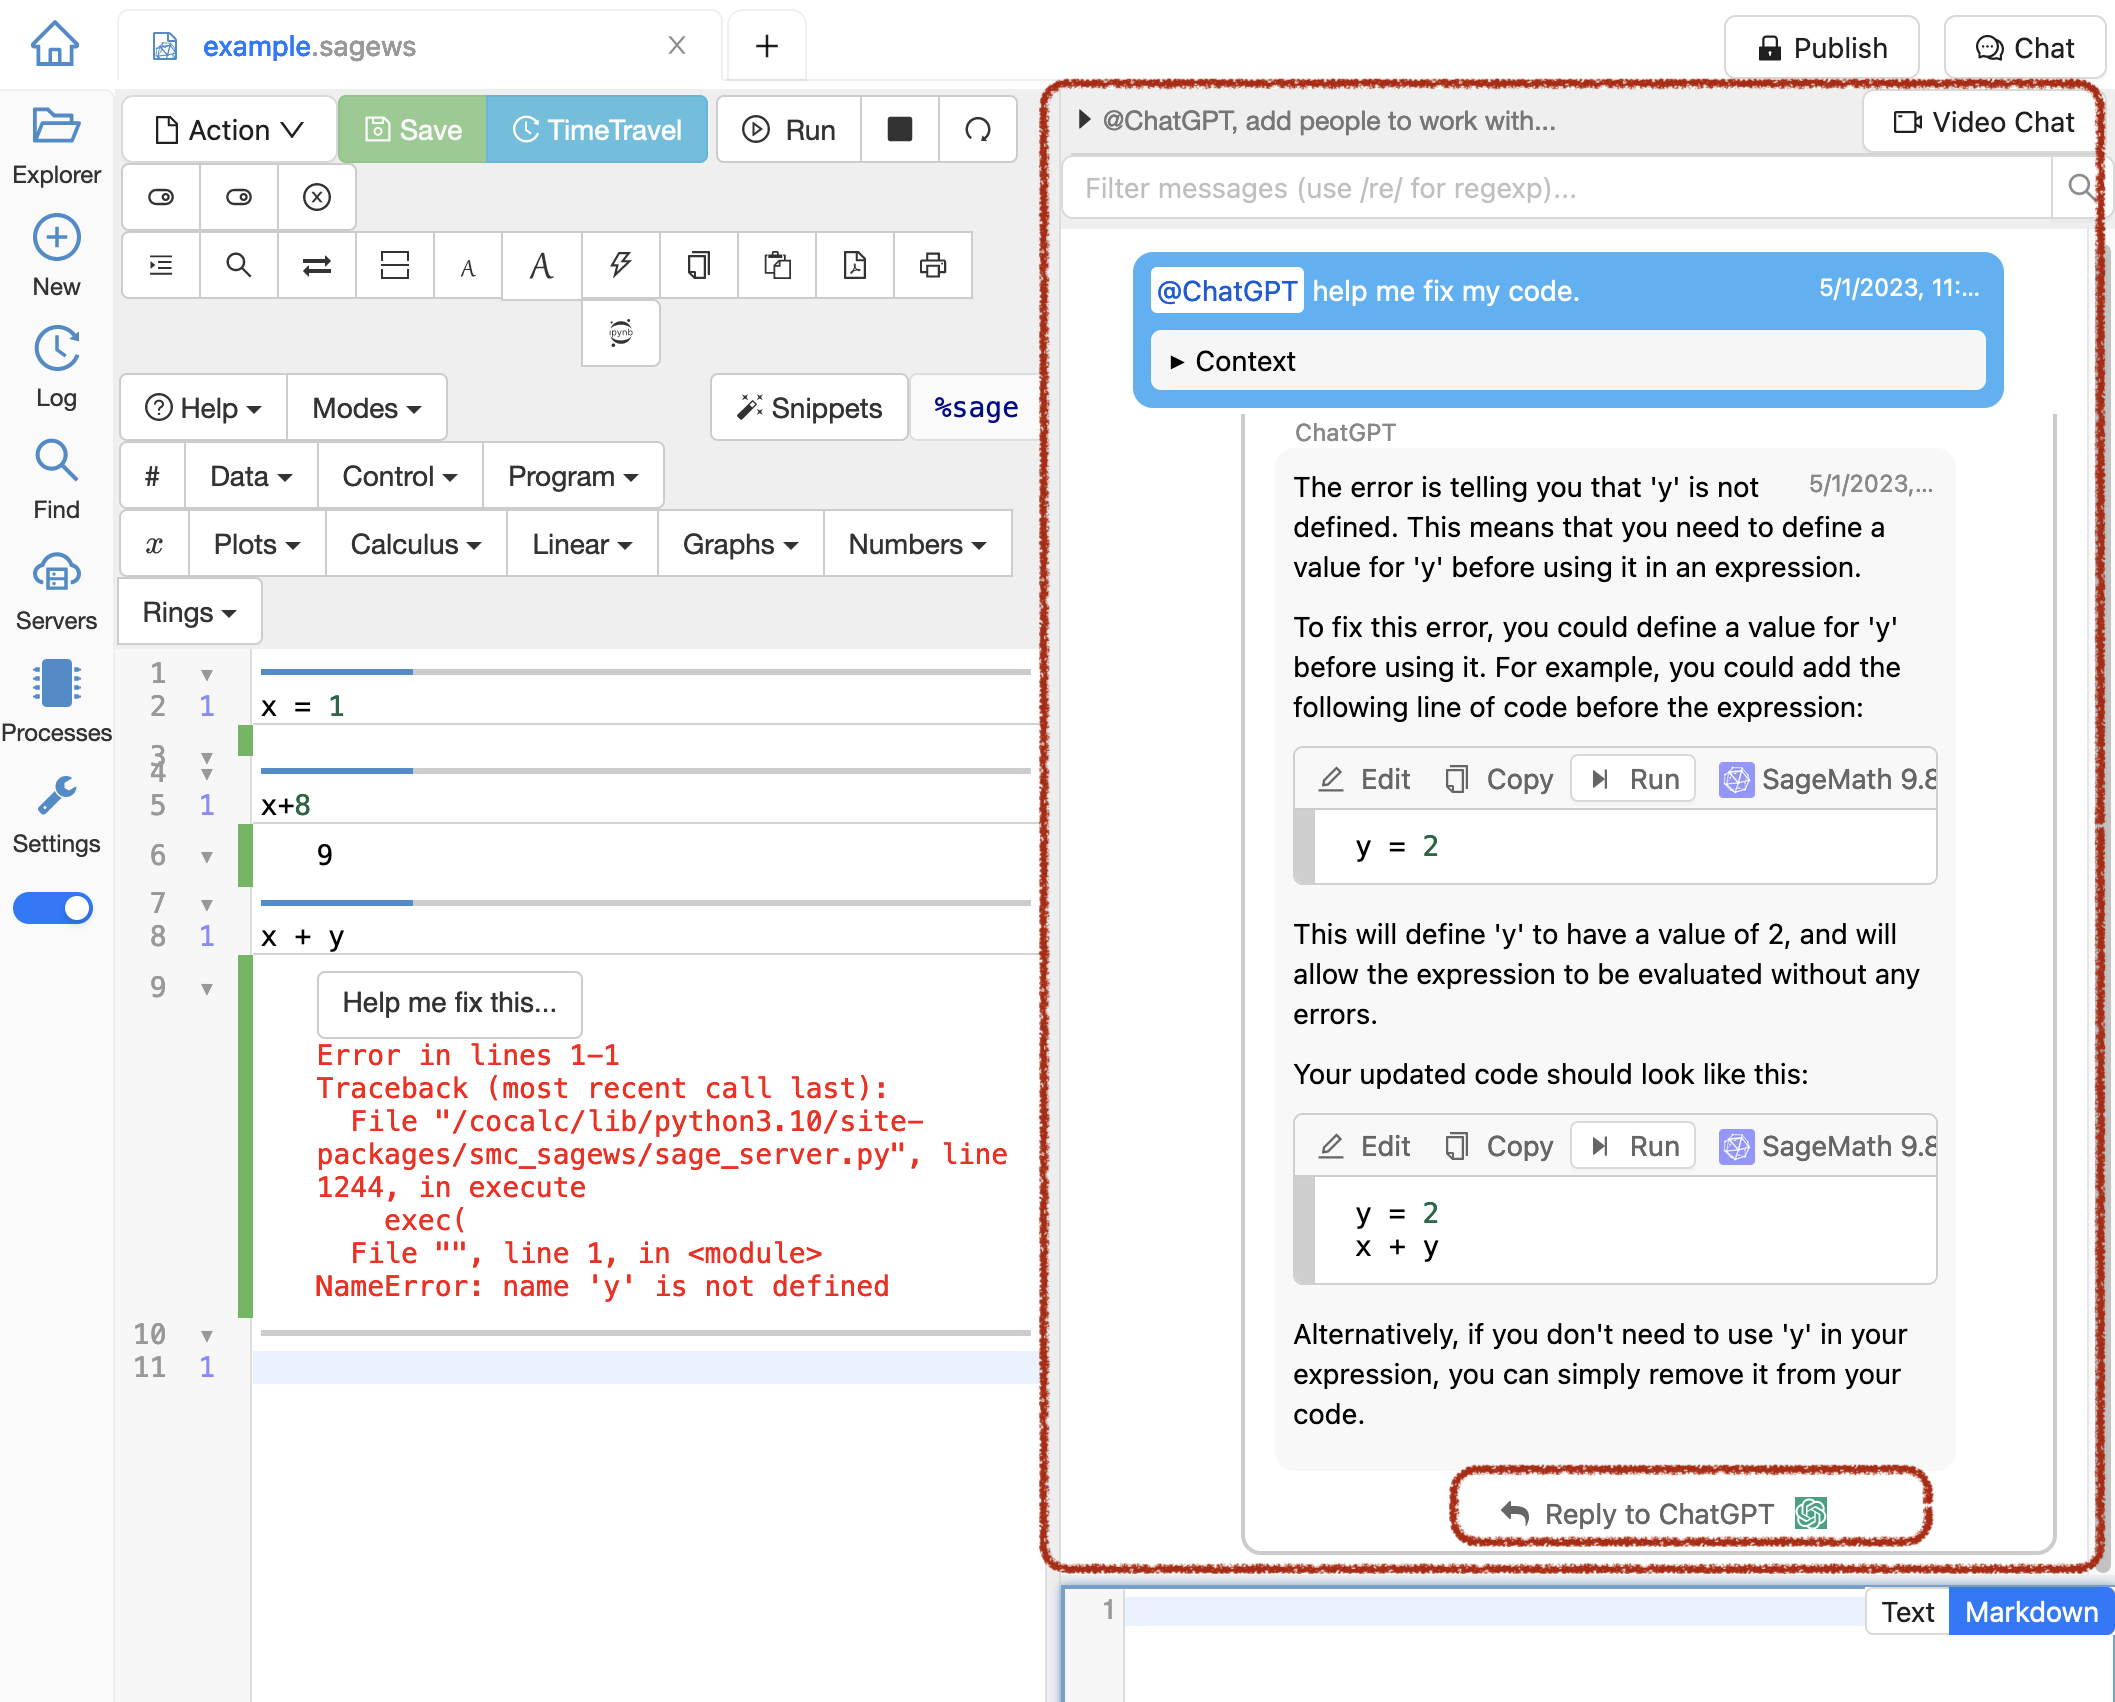 example.sagews
Publish
Chat
Explorer
New
Log
Find
Servers
Processes
Settings
Action
Save
TimeTravel
Run
A
A
ipynb
Help
Modes
Snippets
%sage
#
Data
Control
Program
x
Plots
Calculus
Linear
Graphs
Numbers
Rings
1
2 1 x = 1
3
4
5 1 x+8
6 9
7
8 1 x + y
9 Help me fix this...
Error in lines 1-1
Traceback (most recent call last):
File "/cocalc/lib/python3.10/site-
packages/smc_sagews/sage_server.py", line
1244, in execute
exec(
File "", line 1, in <module>
NameError: name 'y' is not defined
10
11 1
@ChatGPT, add people to work with...
Video Chat
Filter messages (use /re/ for regexp)...
@ChatGPT help me fix my code. 5/1/2023, 11:...
Context
ChatGPT
The error is telling you that 'y' is not 5/1/2023,...
defined. This means that you need to define a
value for 'y' before using it in an expression.
To fix this error, you could define a value for 'y'
before using it. For example, you could add the
following line of code before the expression:
Edit Copy Run SageMath 9.8
y = 2
This will define 'y' to have a value of 2, and will
allow the expression to be evaluated without any
errors.
Your updated code should look like this:
Edit Copy Run SageMath 9.8
y = 2
x + y
Alternatively, if you don't need to use 'y' in your
expression, you can simply remove it from your
code.
Reply to ChatGPT
1
Text
Markdown